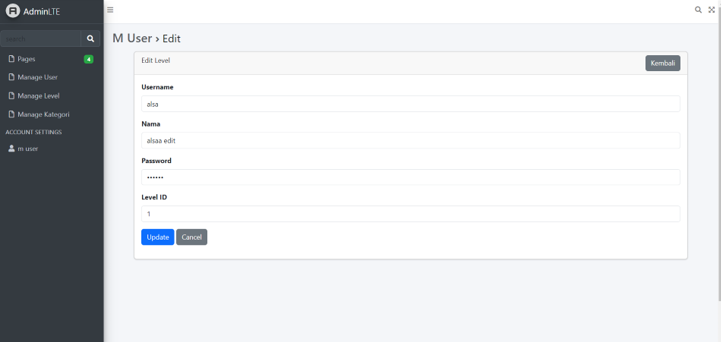 AdminLTE
search
Pages 4
Manage User
Manage Level
Manage Kategori
ACCOUNT SETTINGS
m user
M User > Edit
Edit Level
Kembali
Username
alsa
Nama
alsaa edit
Password
••••••
Level ID
1
Update Cancel